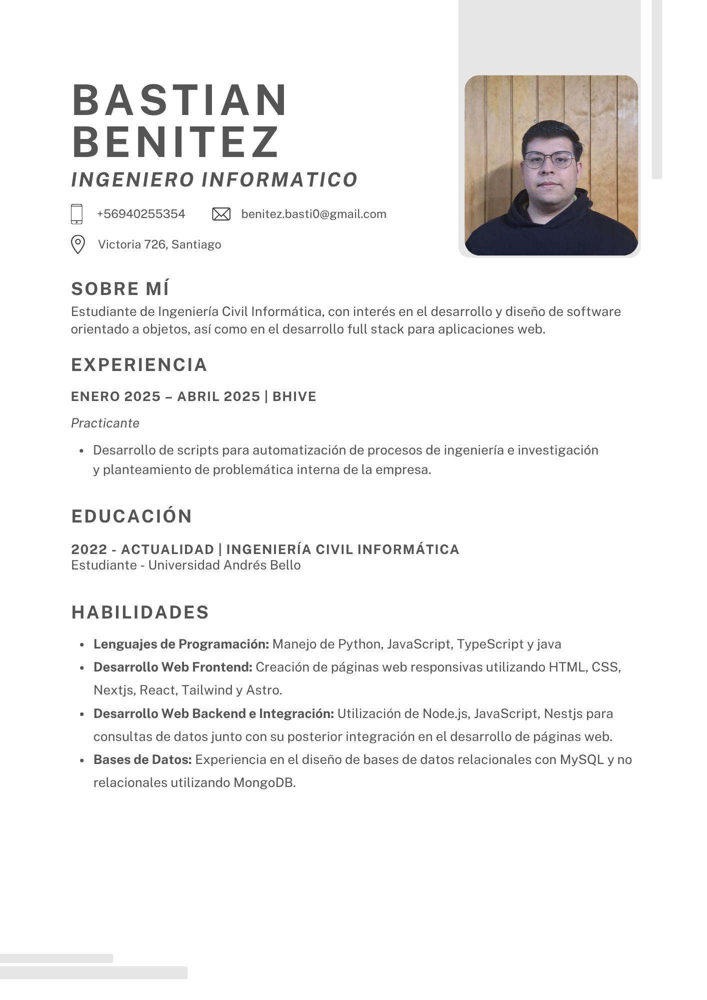 BASTIAN
BENITEZ
INGENIERO INFORMATICO
+56940255354 benitez.basti0@gmail.com
Victoria 726, Santiago
SOBRE MÍ
Estudiante de Ingeniería Civil Informática, con interés en el desarrollo y diseño de software
orientado a objetos, así como en el desarrollo full stack para aplicaciones web.
EXPERIENCIA
ENERO 2025 – ABRIL 2025 | BHIVE
Practicante
• Desarrollo de scripts para automatización de procesos de ingeniería e investigación
y planteamiento de problemática interna de la empresa.
EDUCACIÓN
2022 - ACTUALIDAD | INGENIERÍA CIVIL INFORMÁTICA
Estudiante - Universidad Andrés Bello
HABILIDADES
• Lenguajes de Programación: Manejo de Python, JavaScript, TypeScript y java
• Desarrollo Web Frontend: Creación de páginas web responsivas utilizando HTML, CSS,
Nextjs, React, Tailwind y Astro.
• Desarrollo Web Backend e Integración: Utilización de Node.js, JavaScript, Nestjs para
consultas de datos junto con su posterior integración en el desarrollo de páginas web.
• Bases de Datos: Experiencia en el diseño de bases de datos relacionales con MySQL y no
relacionales utilizando MongoDB.